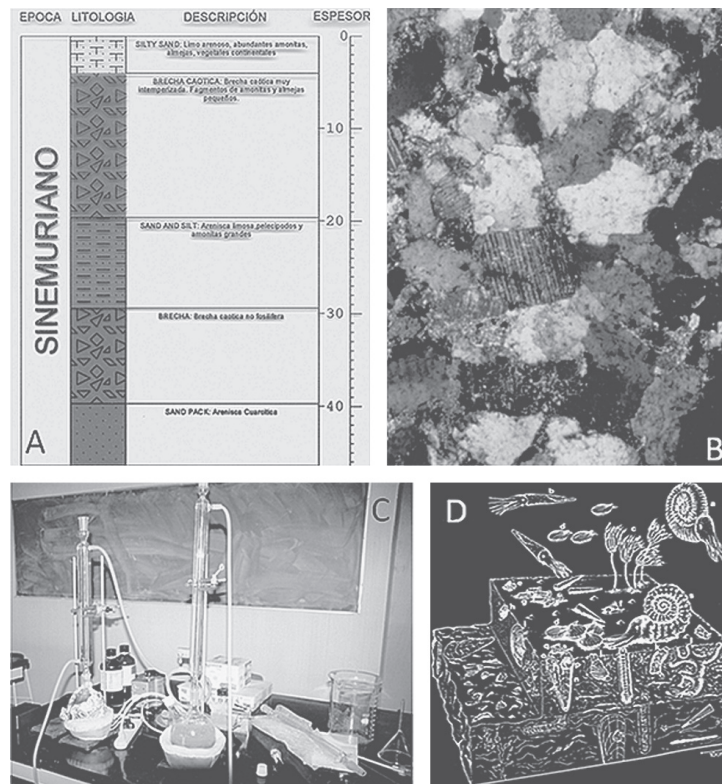 EPOCA LITOLOGIA DESCRIPCIÓN ESPESOR
SILTY SAND: Limo arenoso, abundantes amonitas,
almejas, vegetales continentales
BRECHA CAOTICA: Brecha caótica muy
intemperizada. Fragmentos de amonitas y almejas
pequeños.
SAND AND SILT: Arenisca limosa,pelecipodos y
amonitas grandes
BRECHA: Brecha caotica no fosilifera
SAND PACK: Arenisca Cuarcitica
SINEMURIANO
0
10
20
30
40
A
B
C
D